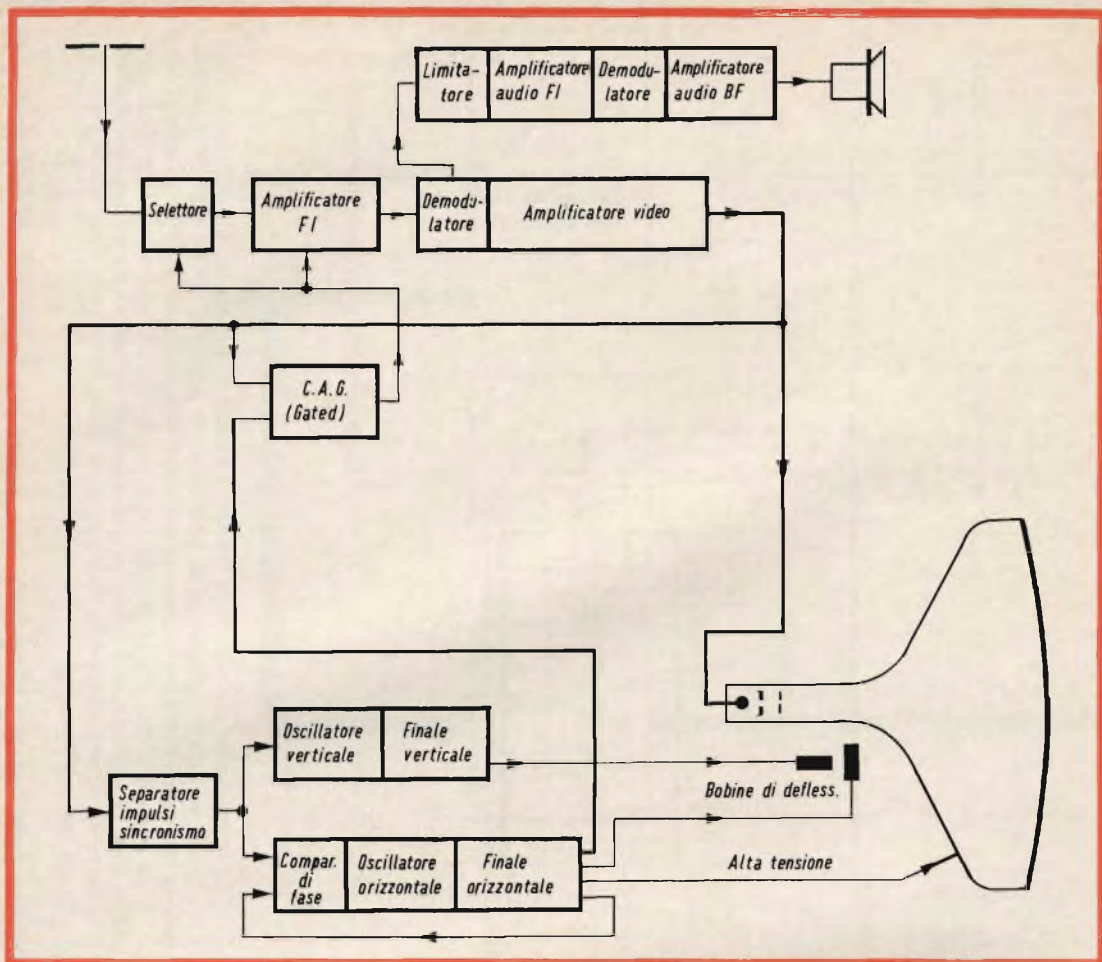 Limita-
tore
Amplificatore
audio FI
Demodu-
latore
Amplificatore
audio BF
Selettore
Amplificatore
FI
Demodu-
latore
Amplificatore video
C.A.G.
(Gated)
Oscillatore
verticale
Finale
verticale
Separatore
impulsi
sincronismo
Bobine di defless.
Compar.
di
fase
Oscillatore
orizzontale
Finale
orizzontale
Alta tensione